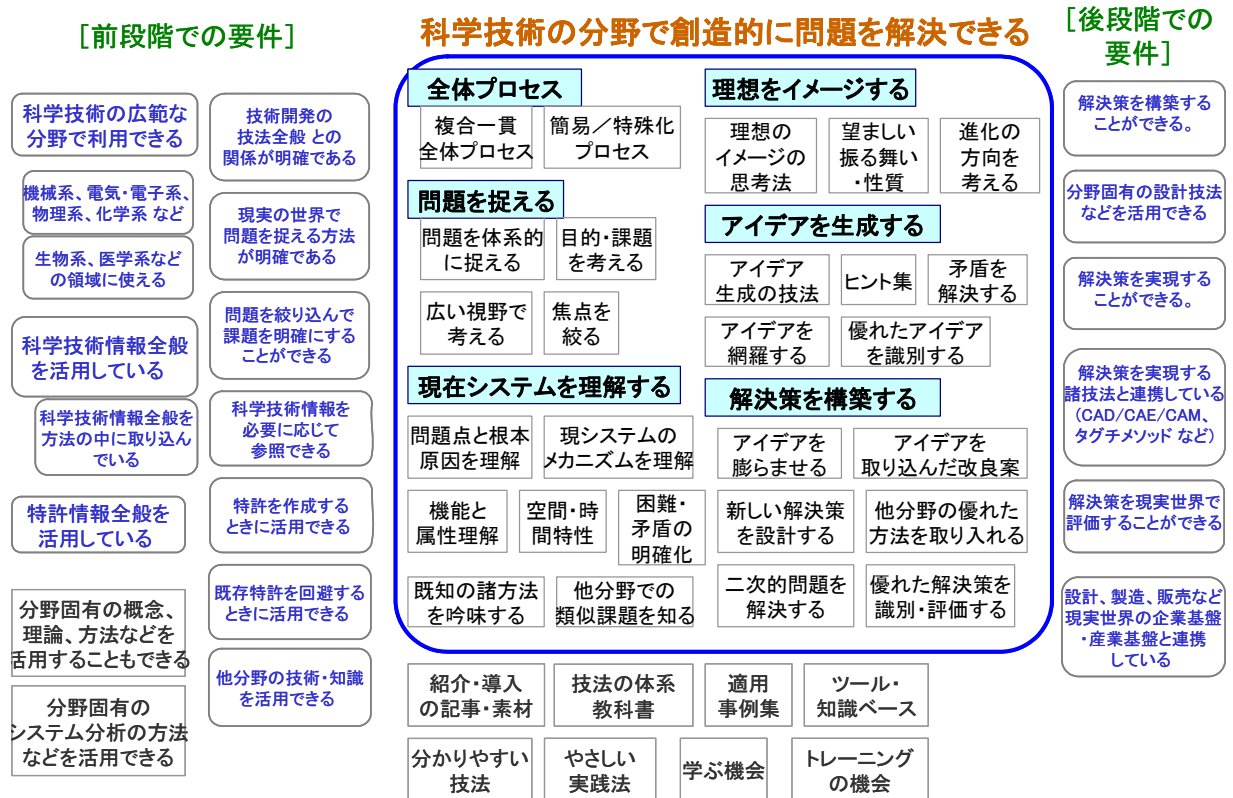 [前段階での要件]
科学技術の広範な
分野で利用できる
機械系、電気・電子系、
物理系、化学系 など
生物系、医学系など
の領域に使える
科学技術情報全般
を活用している
科学技術情報全般を
方法の中に取り込ん
でいる
特許情報全般を
活用している
分野固有の概念、
理論、方法などを
活用することもできる
分野固有の
システム分析の方法
などを活用できる
技術開発の
技法全般 との
関係が明確である
現実の世界で
問題を捉える方法
が明確である
問題を絞り込んで
課題を明確にする
ことができる
科学技術情報を
必要に応じて
参照できる
特許を作成する
ときに活用できる
既存特許を回避する
ときに活用できる
他分野の技術・知識
を活用できる
科学技術の分野で創造的に問題を解決できる
全体プロセス
複合一貫
全体プロセス
簡易／特殊化
プロセス
問題を捉える
問題を体系的
に捉える
目的・課題
を考える
広い視野で
考える
焦点を
絞る
現在システムを理解する
問題点と根本
原因を理解
現システムの
メカニズムを理解
機能と
属性理解
空間・時
間特性
困難・
矛盾の
明確化
既知の諸方法
を吟味する
他分野での
類似課題を知る
理想をイメージする
理想の
イメージの
思考法
望ましい
振る舞い
・性質
進化の
方向を
考える
アイデアを生成する
アイデア
生成の技法
ヒント集
矛盾を
解決する
アイデアを
網羅する
優れたアイデア
を識別する
解決策を構築する
アイデアを
膨らませる
アイデアを
取り込んだ改良案
新しい解決策
を設計する
他分野の優れた
方法を取り入れる
二次的問題を
解決する
優れた解決策を
識別・評価する
紹介・導入
の記事・素材
技法の体系
教科書
適用
事例集
ツール・
知識ベース
分かりやすい
技法
やさしい
実践法
学ぶ機会
トレーニング
の機会
[後段階での
要件]
解決策を構築する
ことができる。
分野固有の設計技法
などを活用できる
解決策を実現する
ことができる。
解決策を実現する
諸技法と連携している
(CAD/CAE/CAM、
タグチメソッド など)
解決策を現実世界で
評価することができる
設計、製造、販売など
現実世界の企業基盤
・産業基盤と連携
している